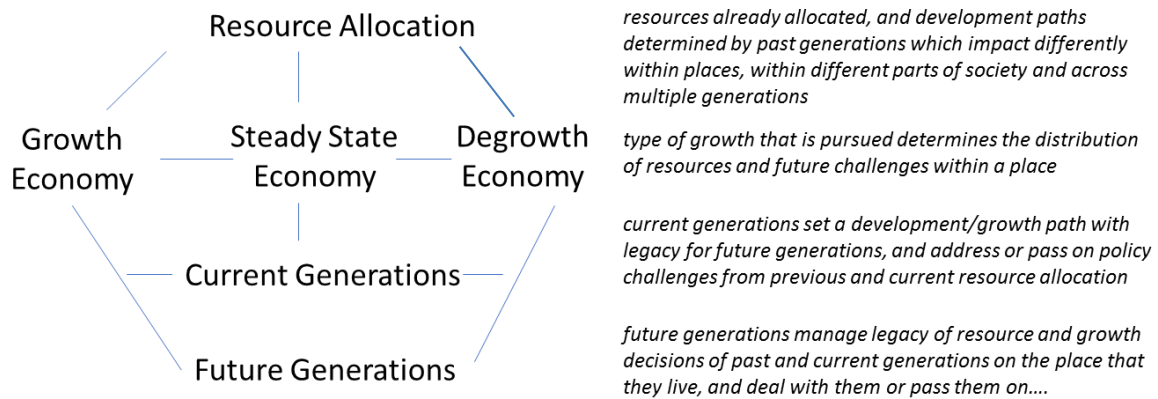 Resource Allocation
resources already allocated, and development paths
determined by past generations which impact differently
within places, within different parts of society and across
multiple generations
Growth
Economy
Steady State
Economy
Degrowth
Economy
type of growth that is pursued determines the distribution
of resources and future challenges within a place
Current Generations
current generations set a development/growth path with
legacy for future generations, and address or pass on policy
challenges from previous and current resource allocation
Future Generations
future generations manage legacy of resource and growth
decisions of past and current generations on the place that
they live, and deal with them or pass them on....